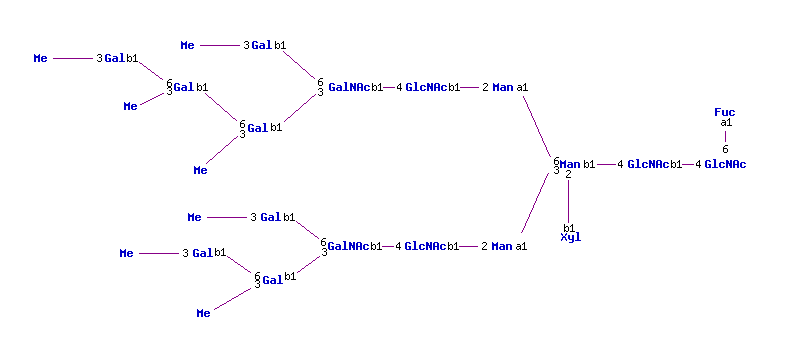 Me 3 Gal b1
Me 3 Gal b1
6 3 Gal b1
6 3 GalNAc b1 4 GlcNAc b1 2 Man a1
Me
Fuc
a1
6
6 3 Gal b1
Me
6 3 2 Man b1 4 GlcNAc b1 4 GlcNAc
b1
Xyl
Me 3 Gal b1
6 3 GalNAc b1 4 GlcNAc b1 2 Man a1
Me 3 Gal b1
6 3 Gal b1
Me